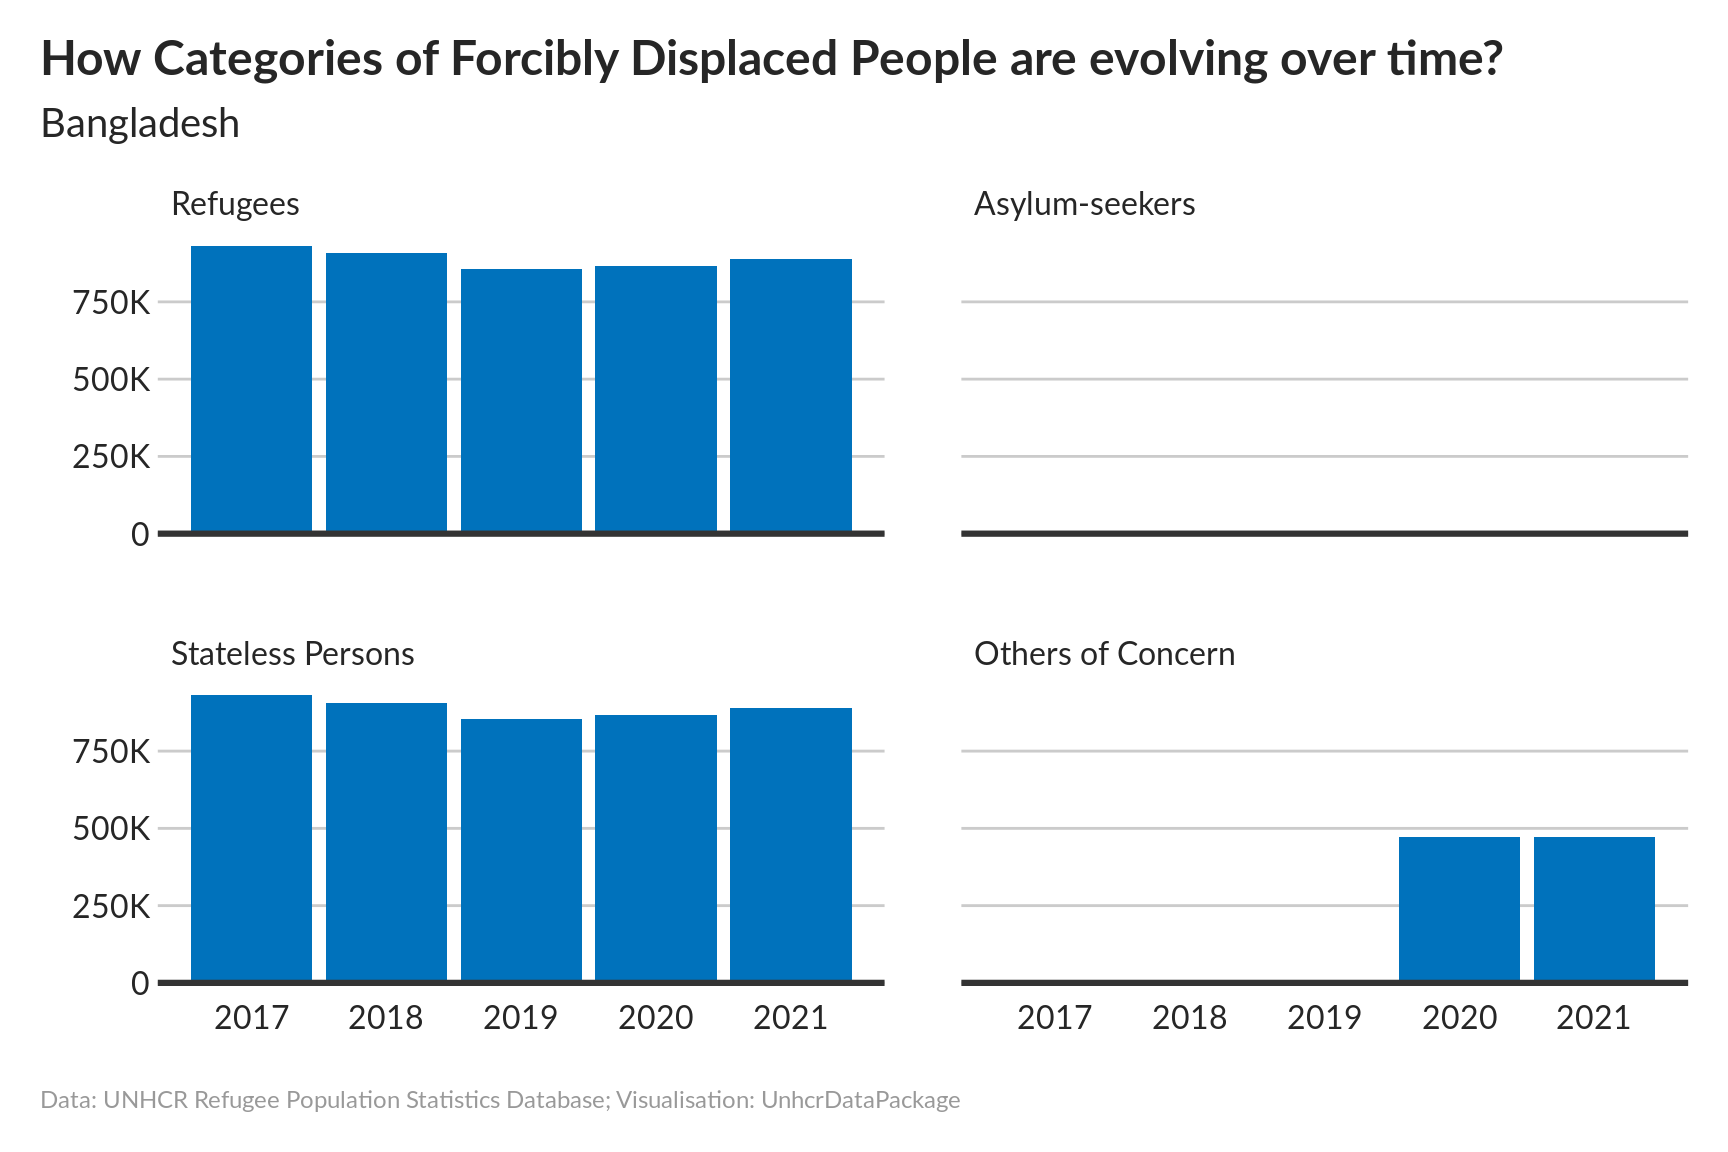 How Categories of Forcibly Displaced People are evolving over time?
Bangladesh
Refugees
Asylum-seekers
750K
500K
250K
0
Stateless Persons
Others of Concern
750K
500K
250K
0
2017 2018 2019 2020 2021
2017 2018 2019 2020 2021
Data: UNHCR Refugee Population Statistics Database; Visualisation: UnhcrDataPackage